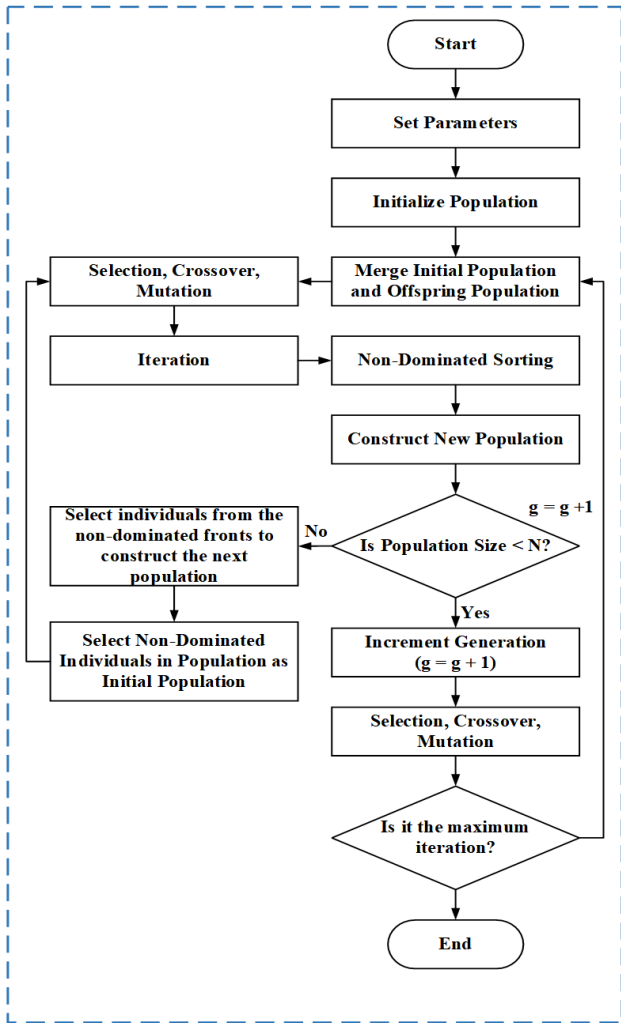 Start
Set Parameters
Initialize Population
Selection, Crossover,
Mutation
Merge Initial Population
and Offspring Population
Iteration
Non-Dominated Sorting
Construct New Population
g = g +1
Select individuals from the
non-dominated fronts to
construct the next
population
No
Is Population Size < N?
Yes
Select Non-Dominated
Individuals in Population as
Initial Population
Increment Generation
(g = g + 1)
Selection, Crossover,
Mutation
Is it the maximum
iteration?
End